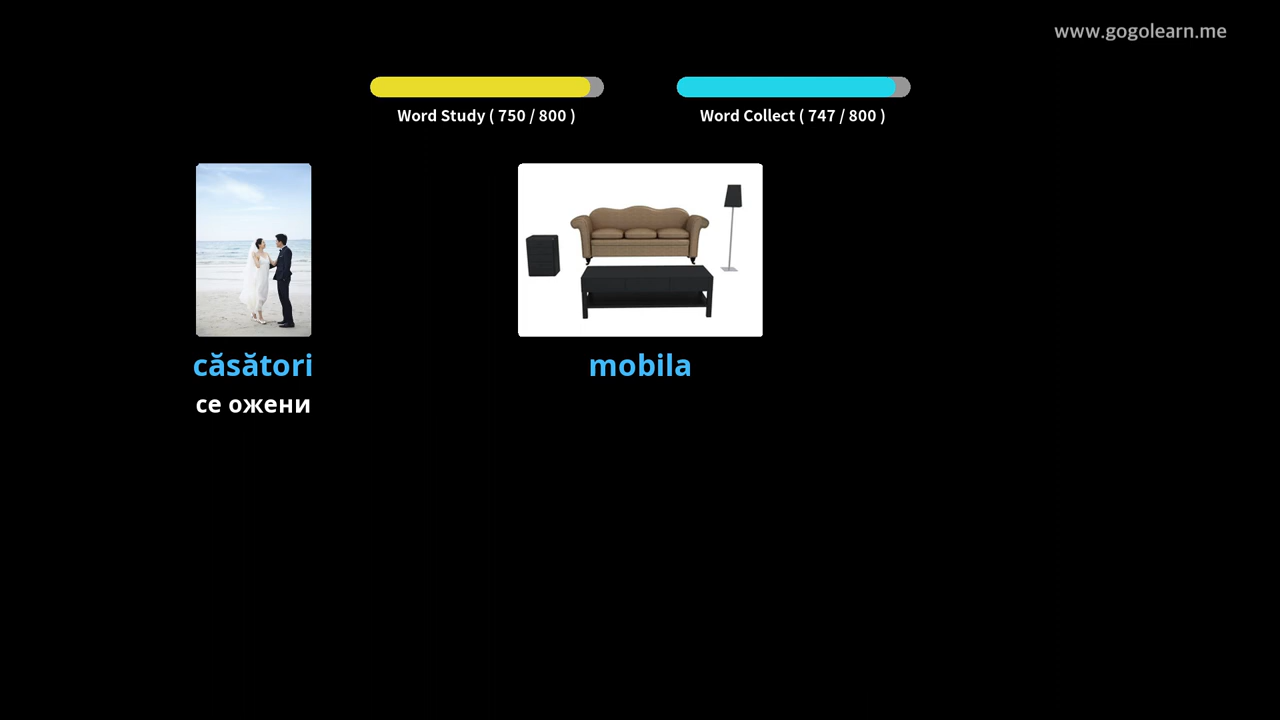 www.gogolearn.me
Word Study ( 750 / 800 )
Word Collect ( 747 / 800 )
căsători
mobila
се ожени